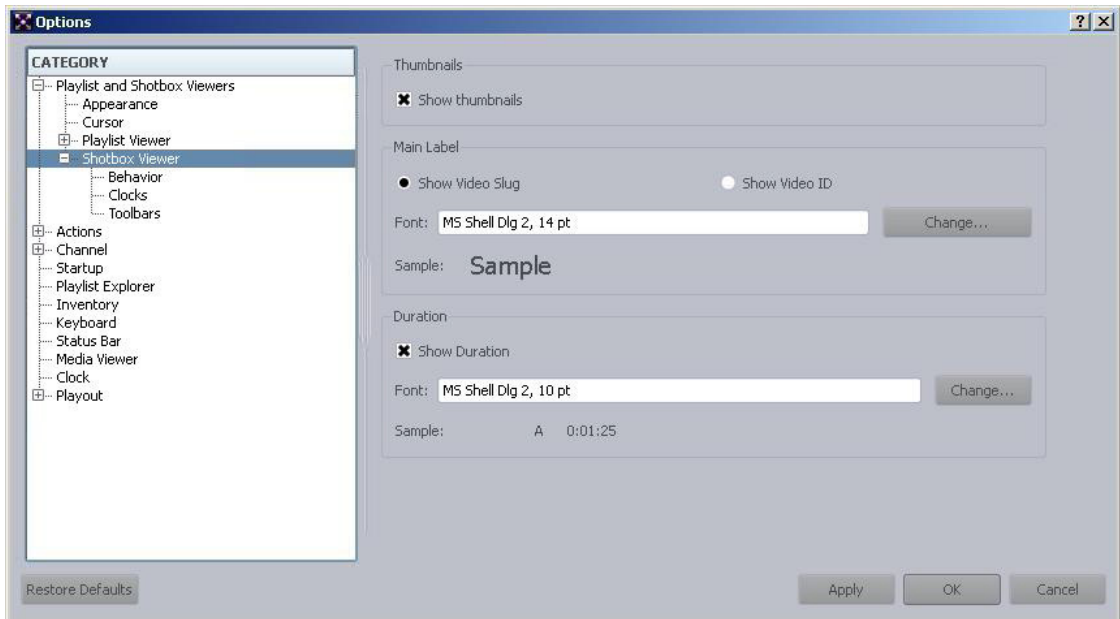 Options
CATEGORY
Playlist and Shotbox Viewers
Appearance
Cursor
Playlist Viewer
Shotbox Viewer
Behavior
Clocks
Toolbars
Actions
Channel
Startup
Playlist Explorer
Inventory
Keyboard
Status Bar
Media Viewer
Clock
Playout
Thumbnails
Show thumbnails
Main Label
Show Video Slug Show Video ID
Font: MS Shell Dlg 2, 14 pt Change...
Sample: Sample
Duration
Show Duration
Font: MS Shell Dlg 2, 10 pt Change...
Sample: A 0:01:25
Restore Defaults Apply OK Cancel